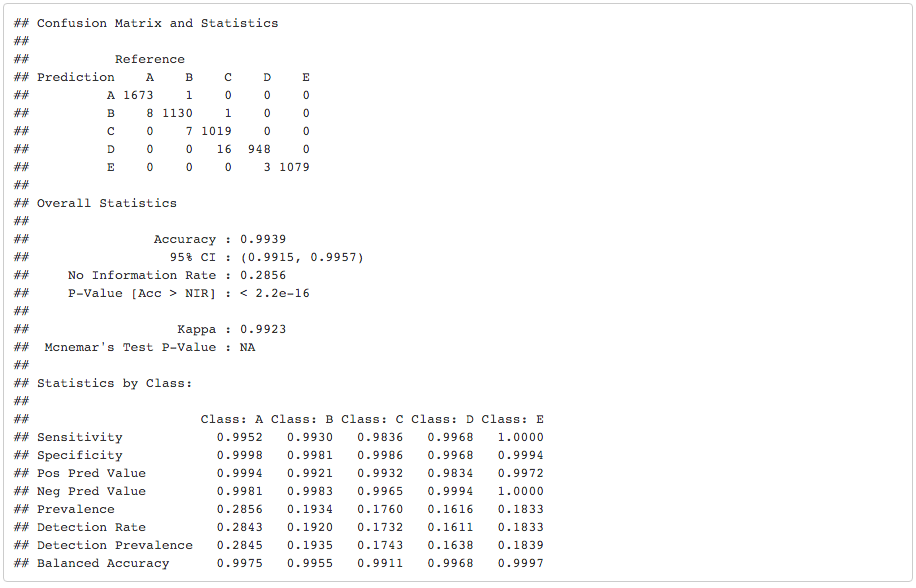 ## Confusion Matrix and Statistics
##
##           Reference
## Prediction    A    B    C    D    E
##          A 1673    1    0    0    0
##          B    8 1130    1    0    0
##          C    0    7 1019    0    0
##          D    0    0   16  948    0
##          E    0    0    0    3 1079
##
## Overall Statistics
##
##                Accuracy : 0.9939
##                  95% CI : (0.9915, 0.9957)
##     No Information Rate : 0.2856
##     P-Value [Acc > NIR] : < 2.2e-16
##
##                   Kappa : 0.9923
##  Mcnemar's Test P-Value : NA
##
## Statistics by Class:
##
##                      Class: A Class: B Class: C Class: D Class: E
## Sensitivity            0.9952   0.9930   0.9836   0.9968   1.0000
## Specificity            0.9998   0.9981   0.9986   0.9968   0.9994
## Pos Pred Value         0.9994   0.9921   0.9932   0.9834   0.9972
## Neg Pred Value         0.9981   0.9983   0.9965   0.9994   1.0000
## Prevalence             0.2856   0.1934   0.1760   0.1616   0.1833
## Detection Rate         0.2843   0.1920   0.1732   0.1611   0.1833
## Detection Prevalence   0.2845   0.1935   0.1743   0.1638   0.1839
## Balanced Accuracy      0.9975   0.9955   0.9911   0.9968   0.9997